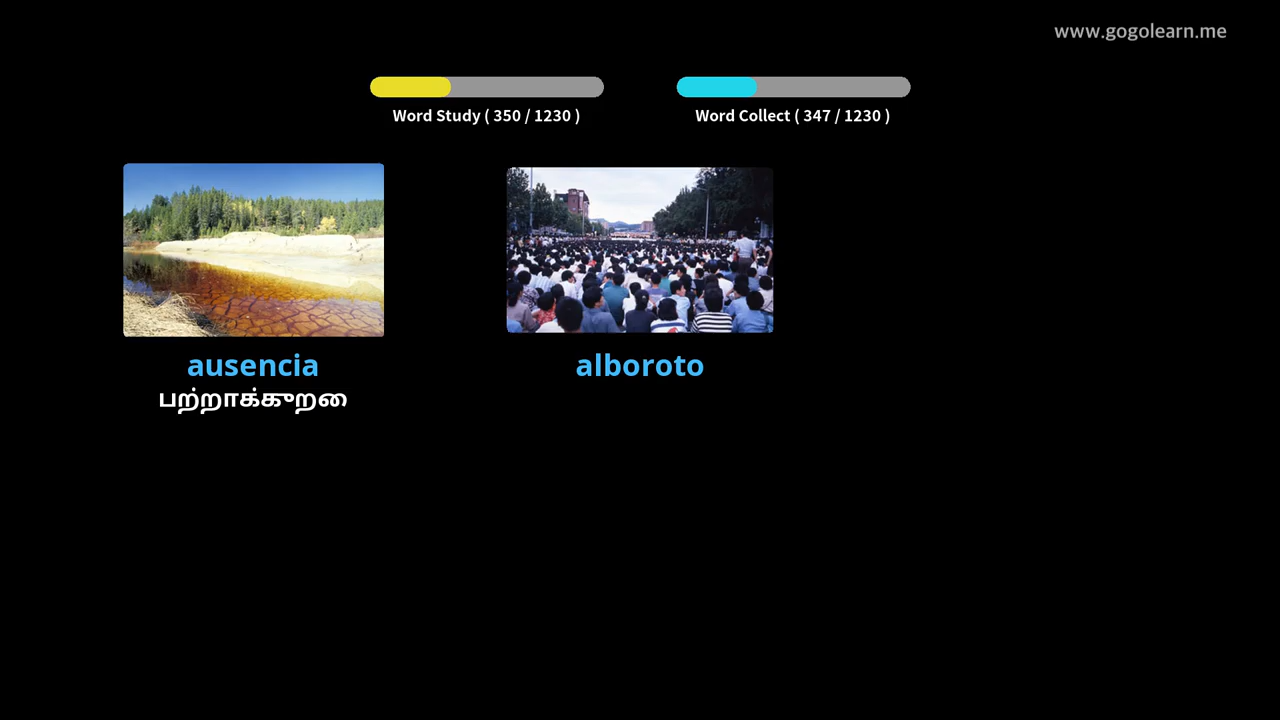 www.gogolearn.me
Word Study ( 350 / 1230 )
Word Collect ( 347 / 1230 )
ausencia
பற்றாக்குறை
alboroto